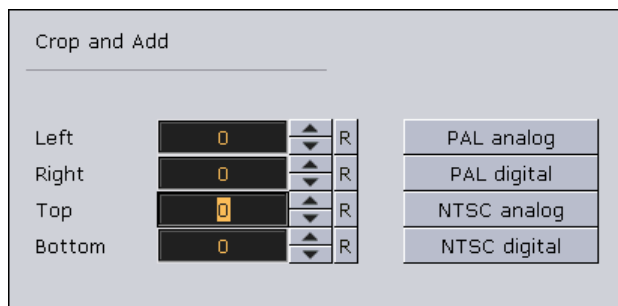 Crop and Add
Left 0 R PAL analog
Right 0 R PAL digital
Top 0 R NTSC analog
Bottom 0 R NTSC digital